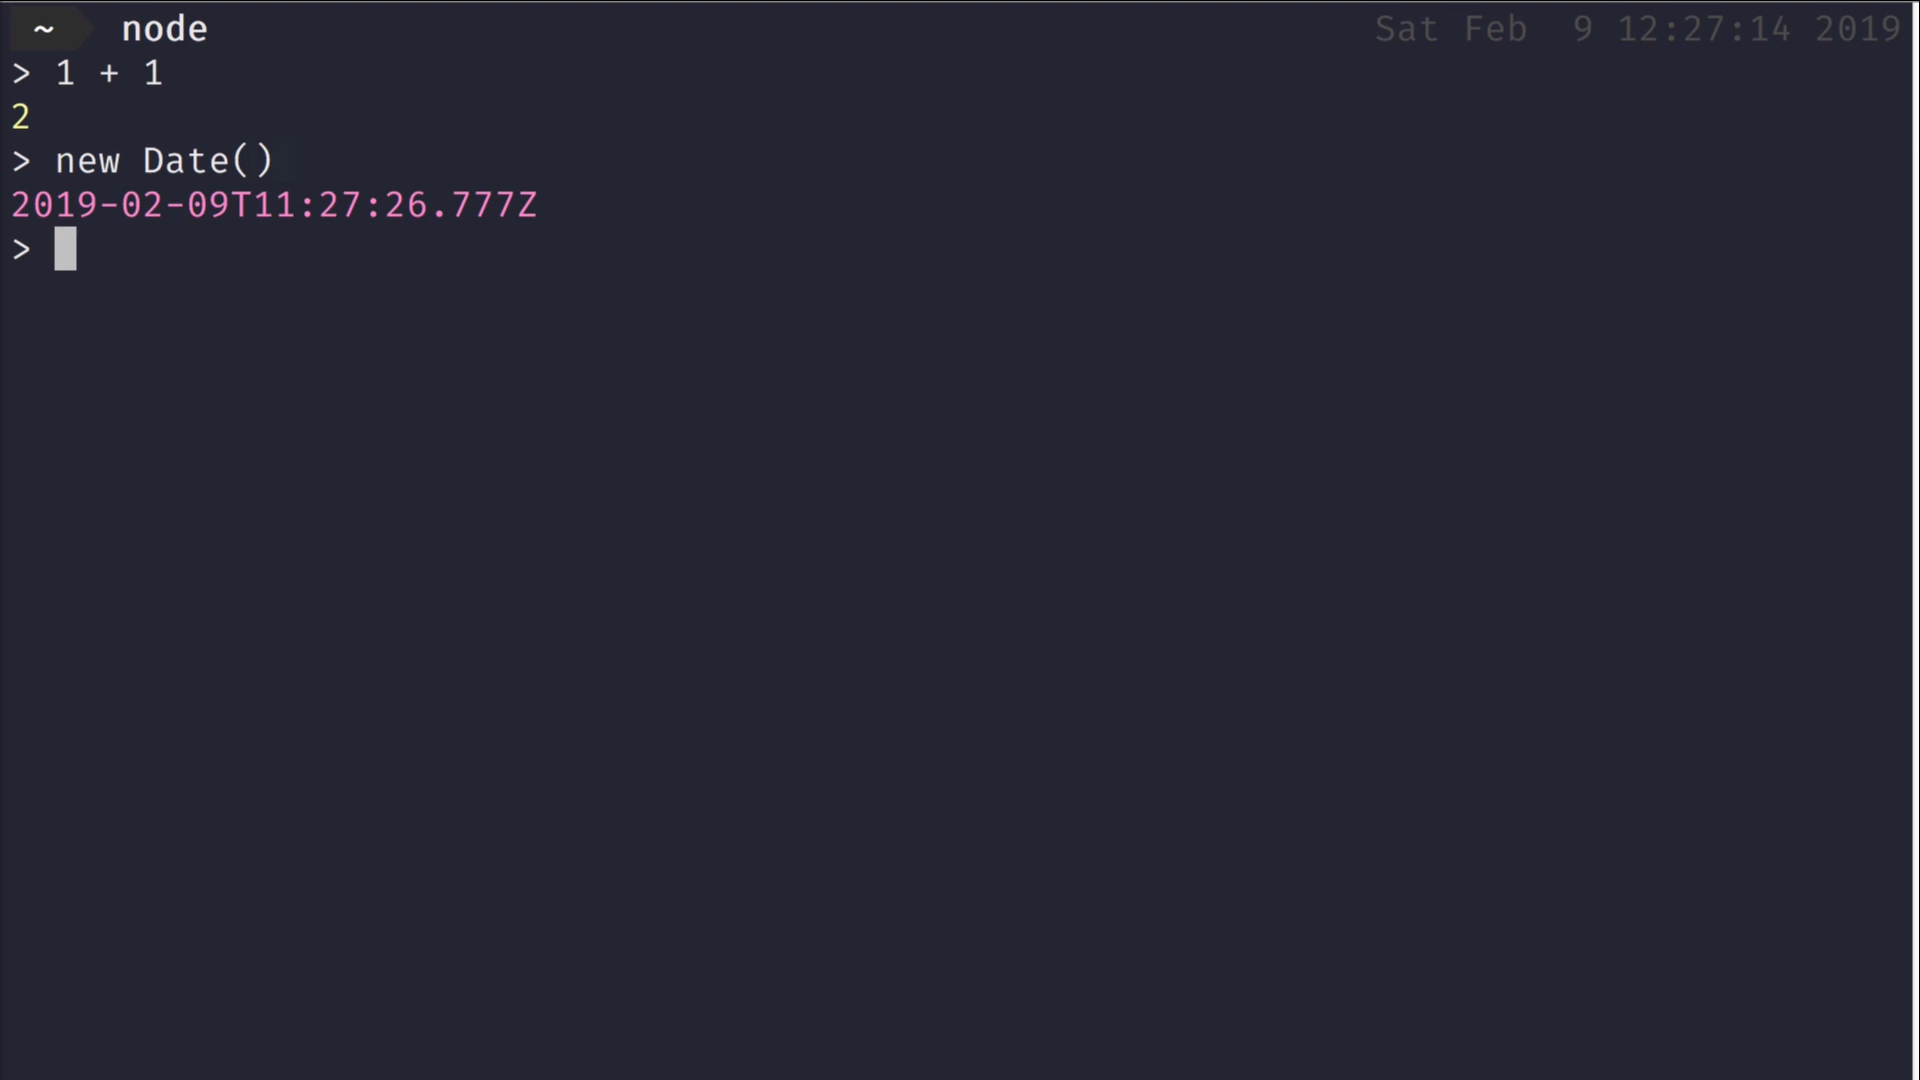 ~ node Sat Feb  9 12:27:14 2019
> 1 + 1
2
> new Date()
2019-02-09T11:27:26.777Z
>